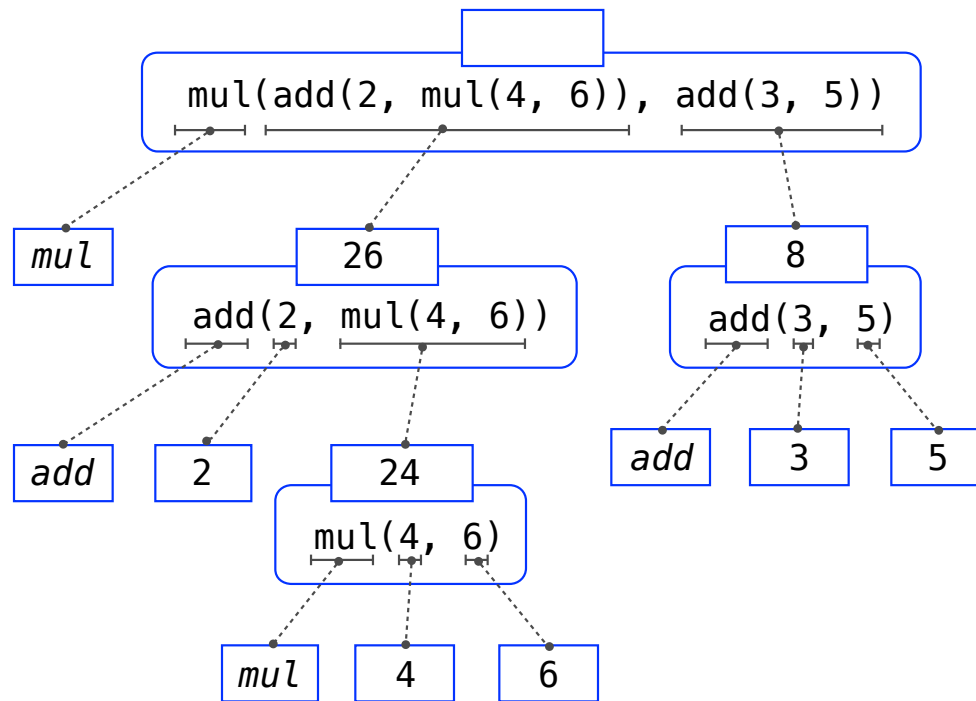 mul(add(2, mul(4, 6)), add(3, 5))
mul
26
8
add(2, mul(4, 6))
add(3, 5)
add
2
24
add
3
5
mul(4, 6)
mul
4
6